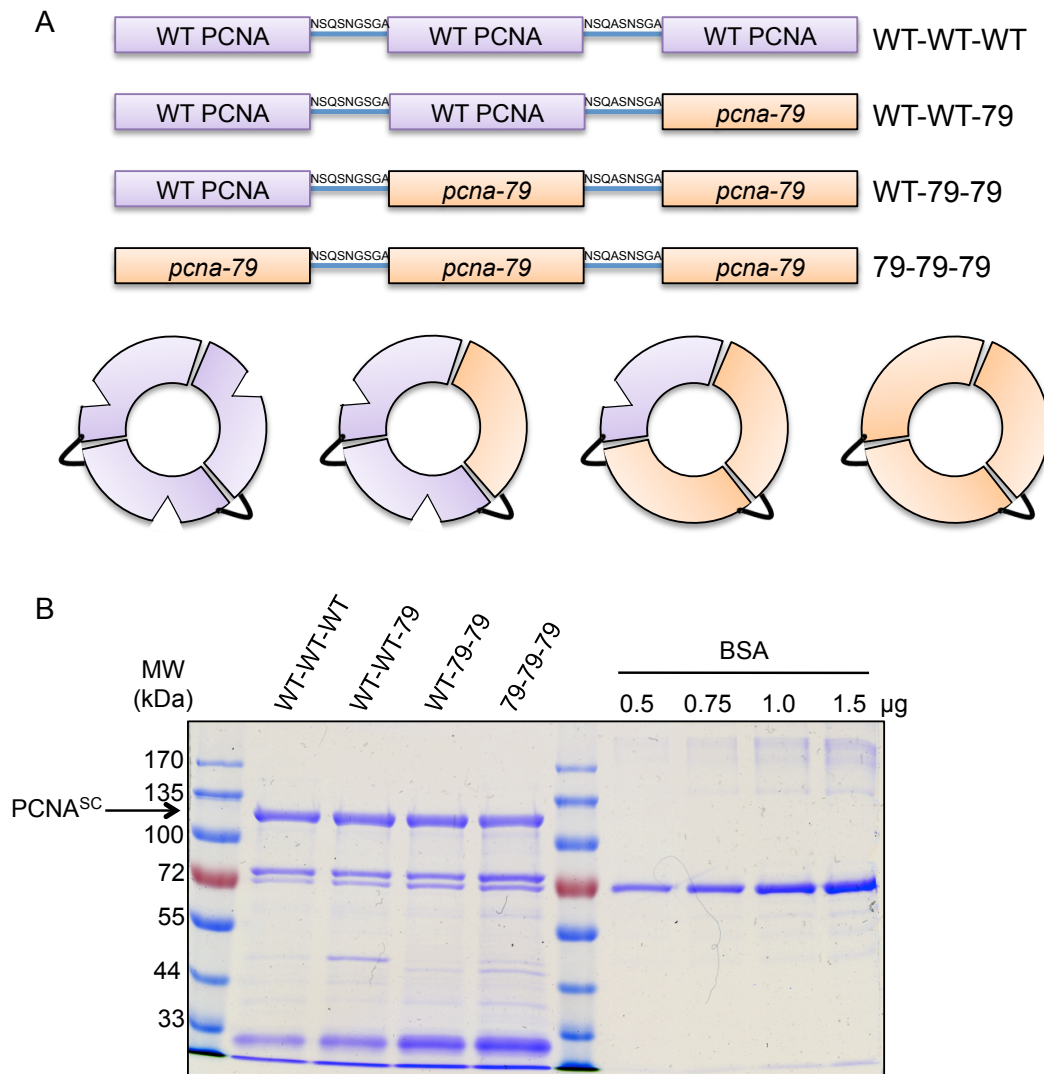 A
WT PCNA NSQSNGSGA WT PCNA NSQASNSGA WT PCNA WT-WT-WT
WT PCNA NSQSNGSGA WT PCNA NSQASNSGA pcna-79 WT-WT-79
WT PCNA NSQSNGSGA pcna-79 NSQASNSGA pcna-79 WT-79-79
pcna-79 NSQSNGSGA pcna-79 NSQASNSGA pcna-79 79-79-79
B
MW
(kDa)
WT-WT-WT
WT-WT-79
WT-79-79
79-79-79
BSA
0.5 0.75 1.0 1.5 µg
170
135
PCNASC
100
72
55
44
33